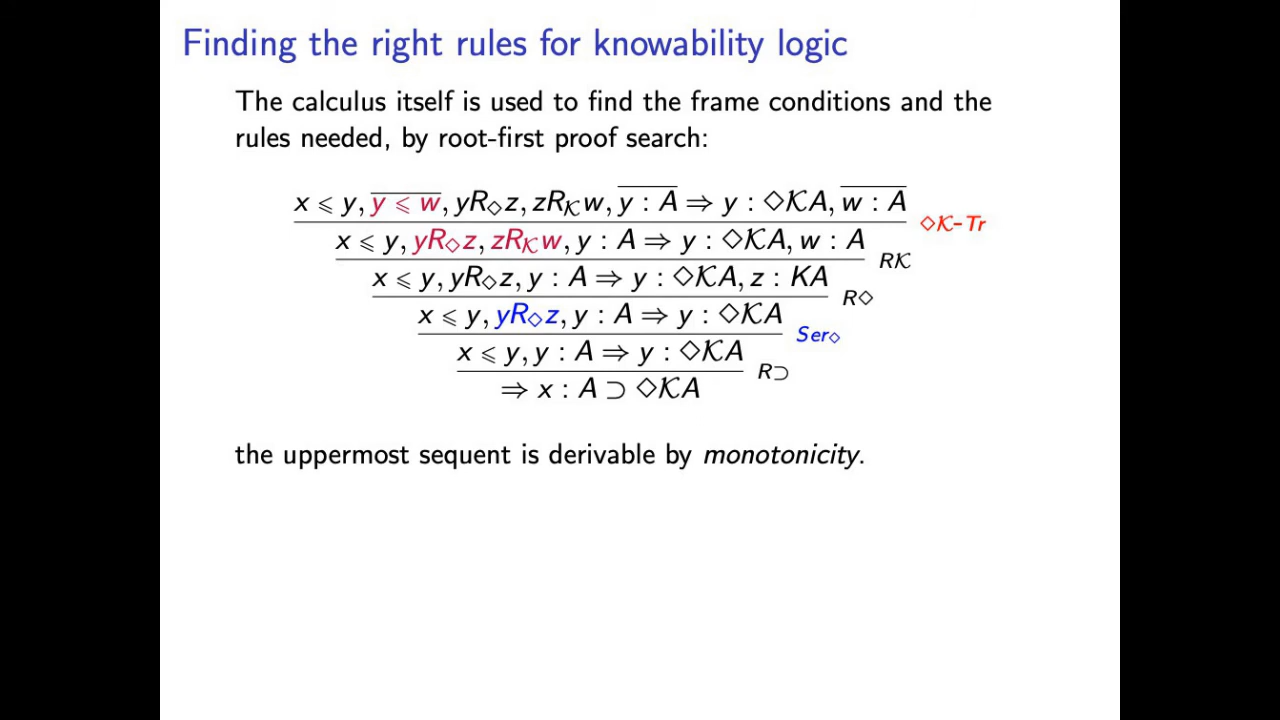 Finding the right rules for knowability logic
The calculus itself is used to find the frame conditions and the
rules needed, by root-first proof search:
x ⩽ y, y ⩽ w, yR◇z, zR𝒦w, y : A ⇒ y : ◇𝒦A, w : A
◇𝒦-Tr
x ⩽ y, yR◇z, zR𝒦w, y : A ⇒ y : ◇𝒦A, w : A
R𝒦
x ⩽ y, yR◇z, y : A ⇒ y : ◇𝒦A, z : KA
R◇
x ⩽ y, yR◇z, y : A ⇒ y : ◇𝒦A
Ser◇
x ⩽ y, y : A ⇒ y : ◇𝒦A
R⊃
⇒ x : A ⊃ ◇𝒦A
the uppermost sequent is derivable by monotonicity.